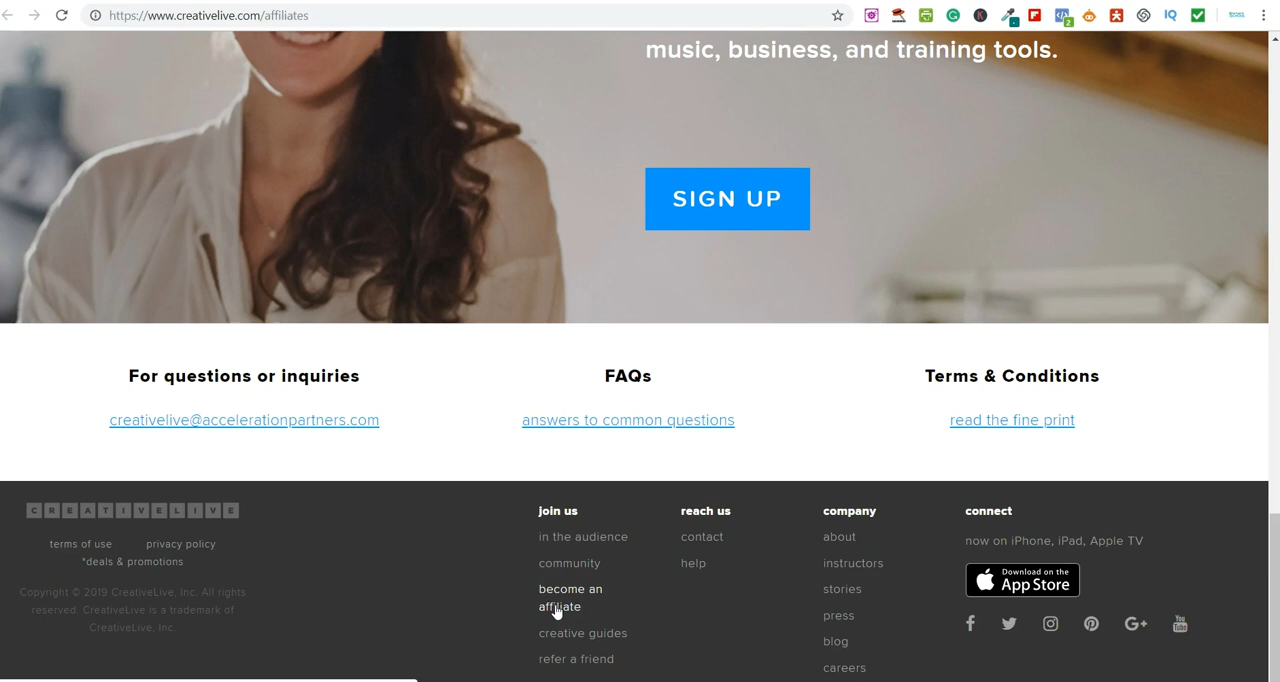 https://www.creativelive.com/affiliates
2
IQ
music, business, and training tools.
SIGN UP
For questions or inquiries
FAQs
Terms & Conditions
creativelive@accelerationpartners.com
answers to common questions
read the fine print
CREATIVELIVE
terms of use
privacy policy
*deals & promotions
Copyright © 2019 CreativeLive, Inc. All rights
reserved. CreativeLive is a trademark of
CreativeLive, Inc.
join us
in the audience
community
become an
affiliate
creative guides
refer a friend
reach us
contact
help
company
about
instructors
stories
press
blog
careers
connect
now on iPhone, iPad, Apple TV
Download on the
App Store
G+
You
Tube